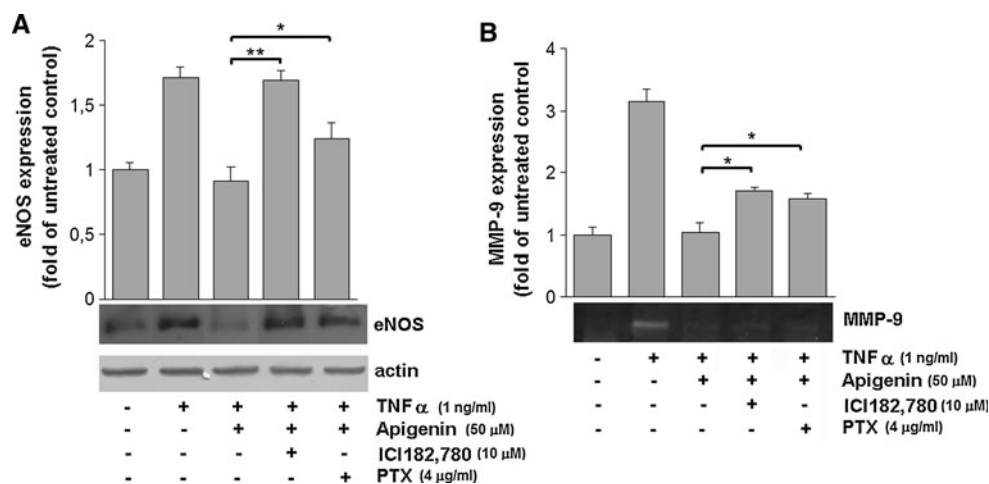 A
eNOS expression
(fold of untreated control)
2
1,5
1
0,5
0
*
**
eNOS
actin
- + + + + TNF α (1 ng/ml)
- - + + + Apigenin (50 µM)
- - - + - ICI182,780 (10 µM)
- - - - + PTX (4 µg/ml)
B
MMP-9 expression
(fold of untreated control)
4
3
2
1
0
*
*
MMP-9
- + + + + TNF α (1 ng/ml)
- - + + + Apigenin (50 µM)
- - - + - ICI182,780 (10 µM)
- - - - + PTX (4 µg/ml)